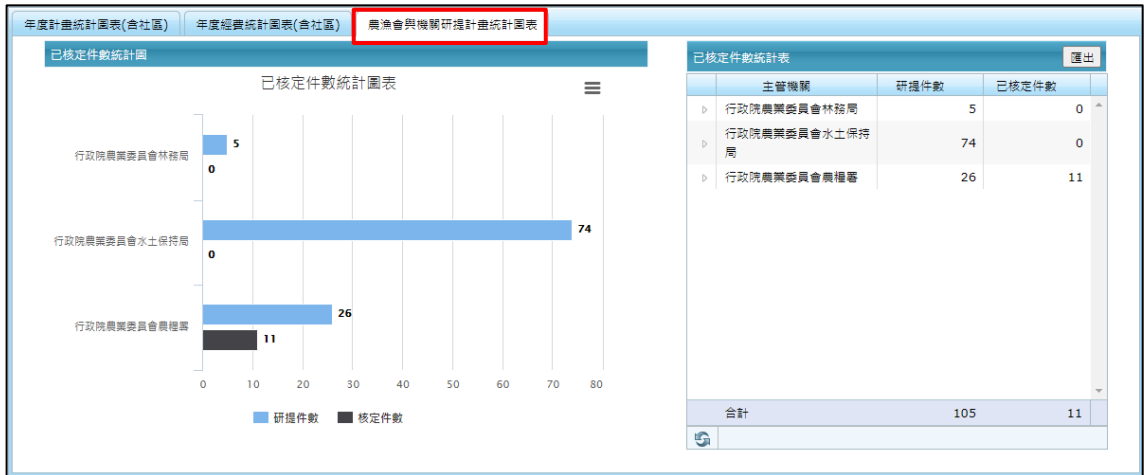 年度計畫統計圖表(含社區)
年度經費統計圖表(含社區)
農漁會與機關研提計畫統計圖表
已核定件數統計圖
已核定件數統計圖表
行政院農業委員會林務局
5
0
行政院農業委員會水土保持局
74
0
行政院農業委員會農糧署
26
11
0 10 20 30 40 50 60 70 80
研提件數 核定件數
已核定件數統計表
匯出
主管機關 研提件數 已核定件數
行政院農業委員會林務局 5 0
行政院農業委員會水土保持
局 74 0
行政院農業委員會農糧署 26 11
合計 105 11